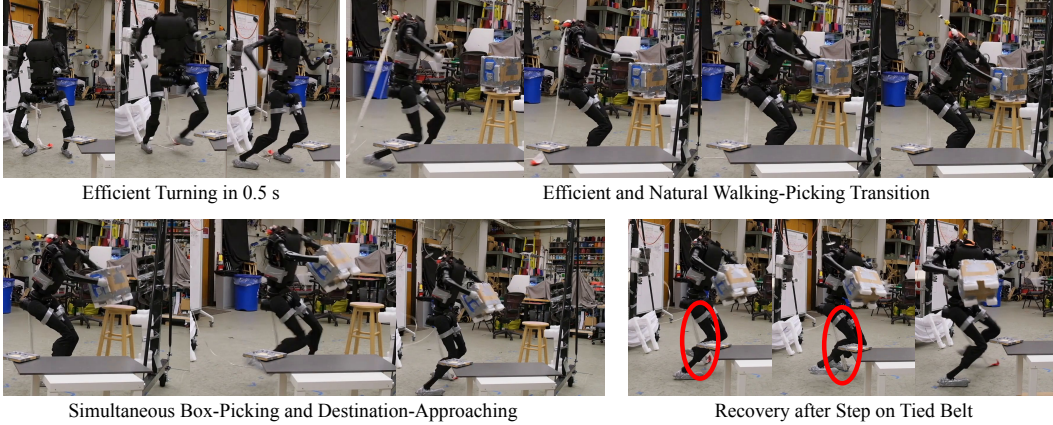 Efficient Turning in 0.5 s
Efficient and Natural Walking-Picking Transition
Simultaneous Box-Picking and Destination-Approaching
Recovery after Step on Tied Belt